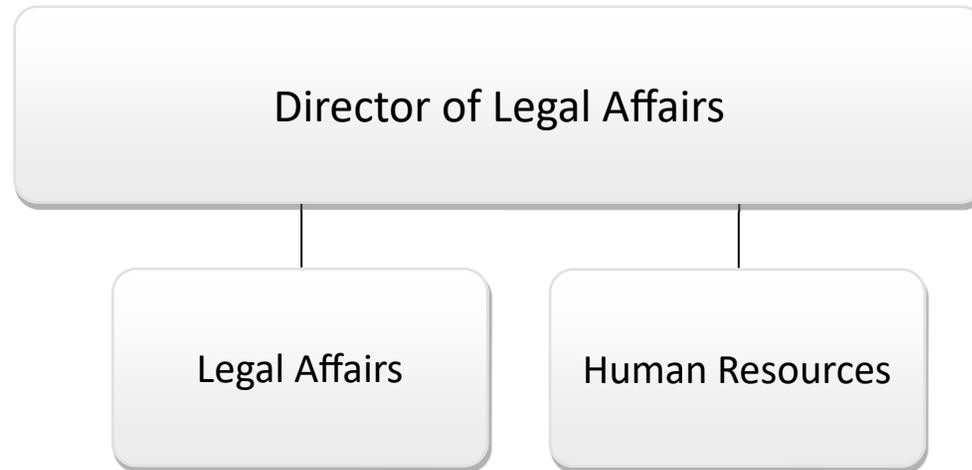 Director of Legal Affairs
Legal Affairs
Human Resources